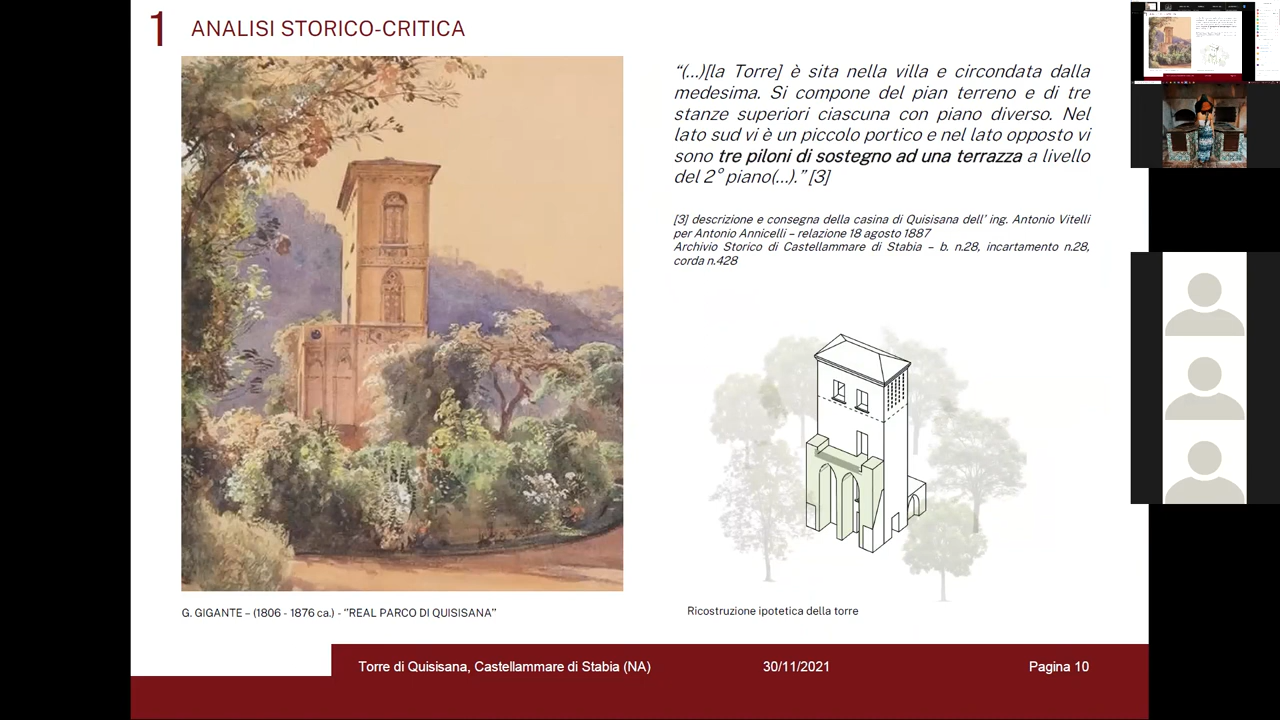 1 ANALISI STORICO-CRITICA
“(...)[la Torre] è sita nella villa e circondata dalla
medesima. Si compone del pian terreno e di tre
stanze superiori ciascuna con piano diverso. Nel
lato sud vi è un piccolo portico e nel lato opposto vi
sono tre piloni di sostegno ad una terrazza a livello
del 2° piano(...).” [3]
[3] descrizione e consegna della casina di Quisisana dell’ ing. Antonio Vitelli
per Antonio Annicelli – relazione 18 agosto 1887
Archivio Storico di Castellammare di Stabia – b. n.28, incartamento n.28,
corda n.428
G. GIGANTE – (1806 - 1876 ca.) - “REAL PARCO DI QUISISANA”
Ricostruzione ipotetica della torre
Torre di Quisisana, Castellammare di Stabia (NA) 30/11/2021 Pagina 10